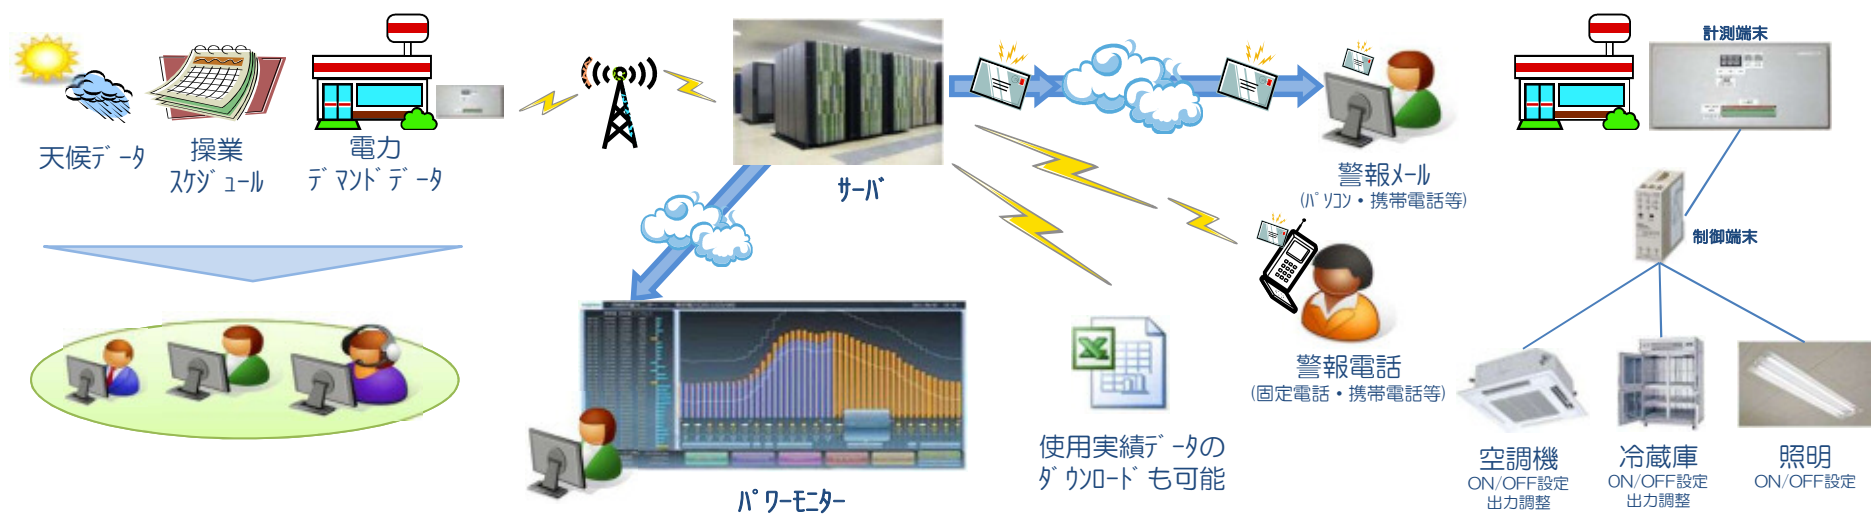 天候データ
操業
スケジュール
電力
デマンドデータ
サーバ
警報メール
(パソコン・携帯電話等)
計測端末
制御端末
警報電話
(固定電話・携帯電話等)
使用実績データの
ダウンロードも可能
パワーモニター
空調機
ON/OFF設定
出力調整
冷蔵庫
ON/OFF設定
出力調整
照明
ON/OFF設定